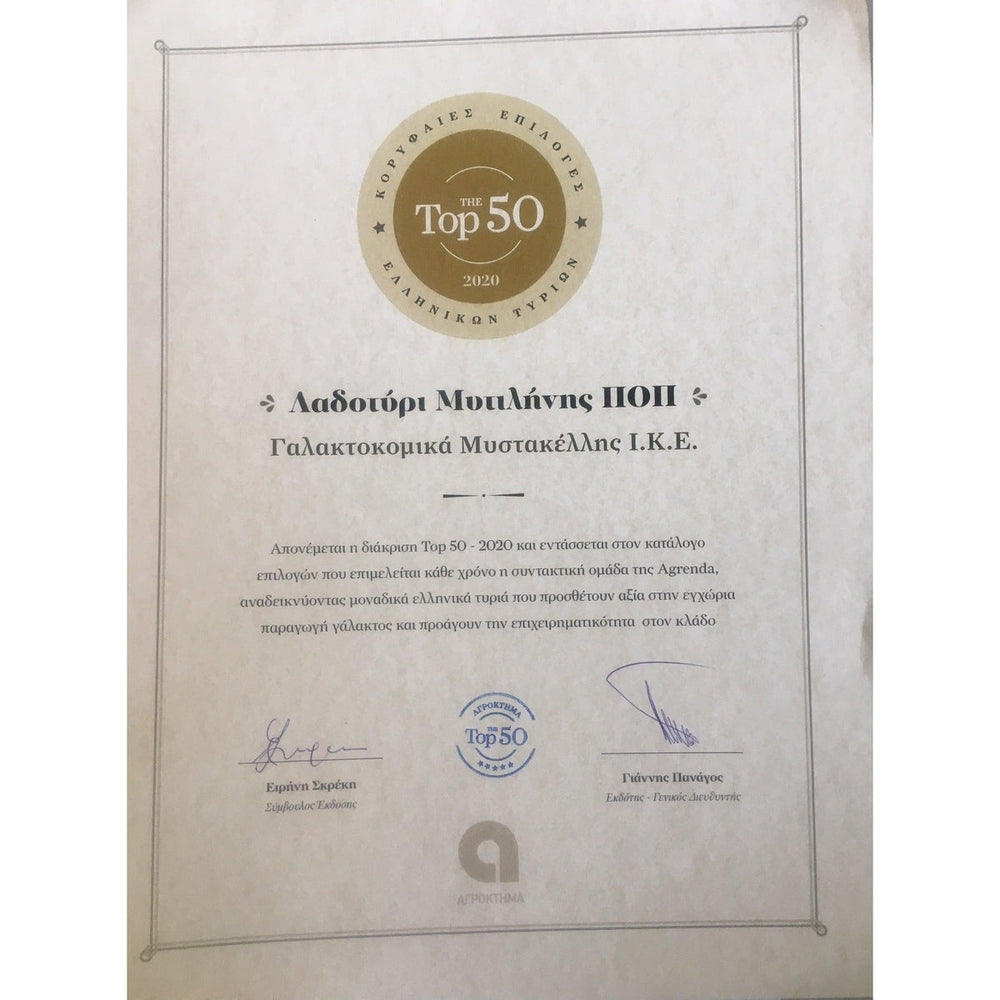 ΚΟΡΥΦΑΙΕΣ ΕΠΙΛΟΓΕΣ
THE
Top 50
2020
ΕΛΛΗΝΙΚΩΝ ΤΥΡΙΩΝ
Λαδοτύρι Μυτιλήνης ΠΟΠ
Γαλακτοκομικά Μυστακέλλης Ι.Κ.Ε.
Απονέμεται η διάκριση Top 50 - 2020 και εντάσσεται στον κατάλογο
επιλογών που επιμελείται κάθε χρόνο η συντακτική ομάδα της Agrenda,
αναδεικνύοντας μοναδικά ελληνικά τυριά που προσθέτουν αξία στην εγχώρια
παραγωγή γάλακτος και προάγουν την επιχειρηματικότητα στον κλάδο
ΑΓΡΟΚΤΗΜΑ
THE
Top 50
Ειρήνη Σκρέκη
Σύμβουλος Έκδοσης
Γιάννης Πανάγος
Εκδότης - Γενικός Διευθυντής
ΑΓΡΟΚΤΗΜΑ